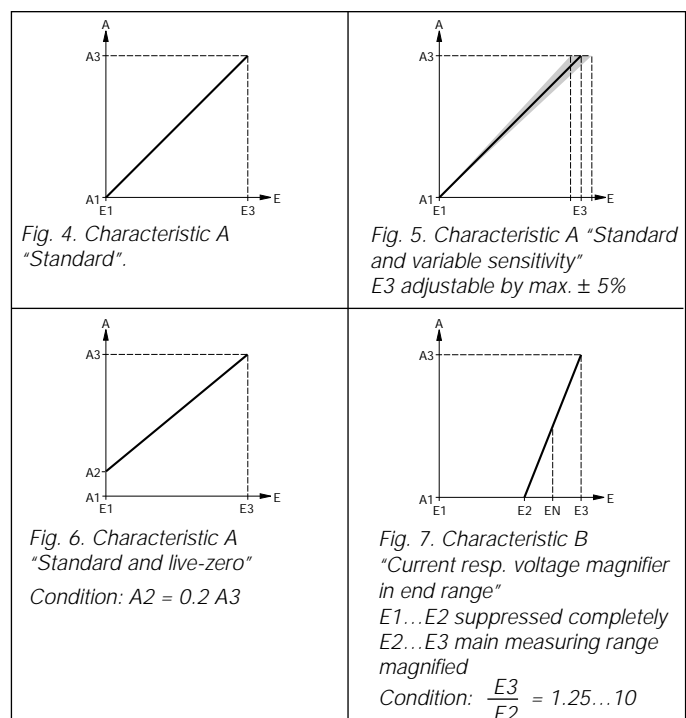 A
A3
A1
E1
E3
E
Fig. 4. Characteristic A
"Standard".
A
A3
A1
E1
E3
E
Fig. 5. Characteristic A "Standard
and variable sensitivity"
E3 adjustable by max. ± 5%
A
A3
A2
A1
E1
E3
E
Fig. 6. Characteristic A
"Standard and live-zero"
Condition: A2 = 0.2 A3
A
A3
A1
E1
E2
EN
E3
E
Fig. 7. Characteristic B
"Current resp. voltage magnifier
in end range"
E1...E2 suppressed completely
E2...E3 main measuring range
magnified
Condition: E3/E2 = 1.25...10